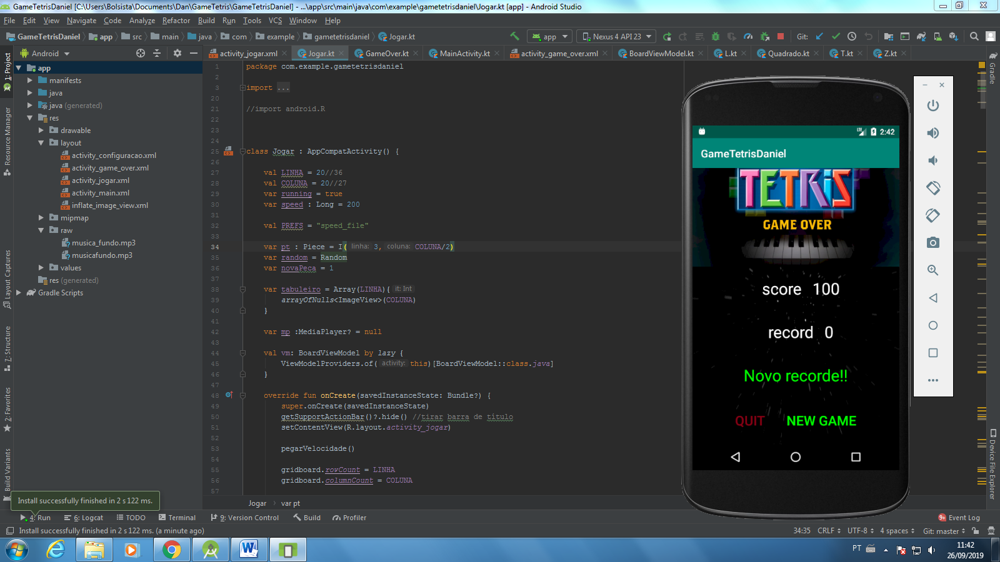 GameTetrisDaniel [C:\Users\Bolsista\Documents\Dan\GameTetris\GameTetrisDaniel] - ...\app\src\main\java\com\example\gametetrisdaniel\Jogar.kt [app] - Android Studio
File Edit View Navigate Code Analyze Refactor Build Run Tools VCS Window Help
GameTetrisDaniel app src main java com example gametetrisdaniel Jogar.kt
app Nexus 4 API 23 Git:
Android
activity_jogar.xml Jogar.kt GameOver.kt MainActivity.kt activity_game_over.xml BoardViewModel.kt L.kt Quadrado.kt T.kt Z.kt
1: Project
Resource Manager
Layout Captures
7: Structure
2: Favorites
Build Variants
app
manifests
java
java (generated)
res
drawable
layout
activity_configuracao.xml
activity_game_over.xml
activity_jogar.xml
activity_main.xml
inflate_image_view.xml
mipmap
raw
musica_fundo.mp3
musicafundo.mp3
values
res (generated)
Gradle Scripts
1 package com.example.gametetrisdaniel
2
3 import ...
20
21 //import android.R
22
23
24
25 class Jogar : AppCompatActivity() {
26
27 val LINHA = 20//36
28 val COLUNA = 20//27
29 var running = true
30 var speed : Long = 200
31
32 val PREFS = "speed_file"
33
34 var pt : Piece = I( linha: 3, coluna: COLUNA/2)
35 var random = Random
36 var novaPeca = 1
37
38 var tabuleiro = Array(LINHA){ it: Int
39 arrayOfNulls<ImageView>(COLUNA)
40 }
41
42 var mp :MediaPlayer? = null
43
44 val vm: BoardViewModel by lazy {
45 ViewModelProviders.of( activity: this)[BoardViewModel::class.java]
46 }
47
48 override fun onCreate(savedInstanceState: Bundle?) {
49 super.onCreate(savedInstanceState)
50 getSupportActionBar()?.hide() //tirar barra de titulo
51 setContentView(R.layout.activity_jogar)
52
53 pegarVelocidade()
54
55 gridboard.rowCount = LINHA
56 gridboard.columnCount = COLUNA
57
Jogar var pt
LTE 2:42
GameTetrisDaniel
TETRIS
GAME OVER
score 100
record 0
Novo recorde!!
QUIT NEW GAME
Gradle
Device File Explorer
Install successfully finished in 2 s 122 ms.
4: Run 6: Logcat TODO Terminal 9: Version Control Build Profiler 9+ Event Log
Install successfully finished in 2 s 122 ms. (a minute ago) 34:35 CRLF UTF-8 4 spaces Git: master
PT 11:42
26/09/2019